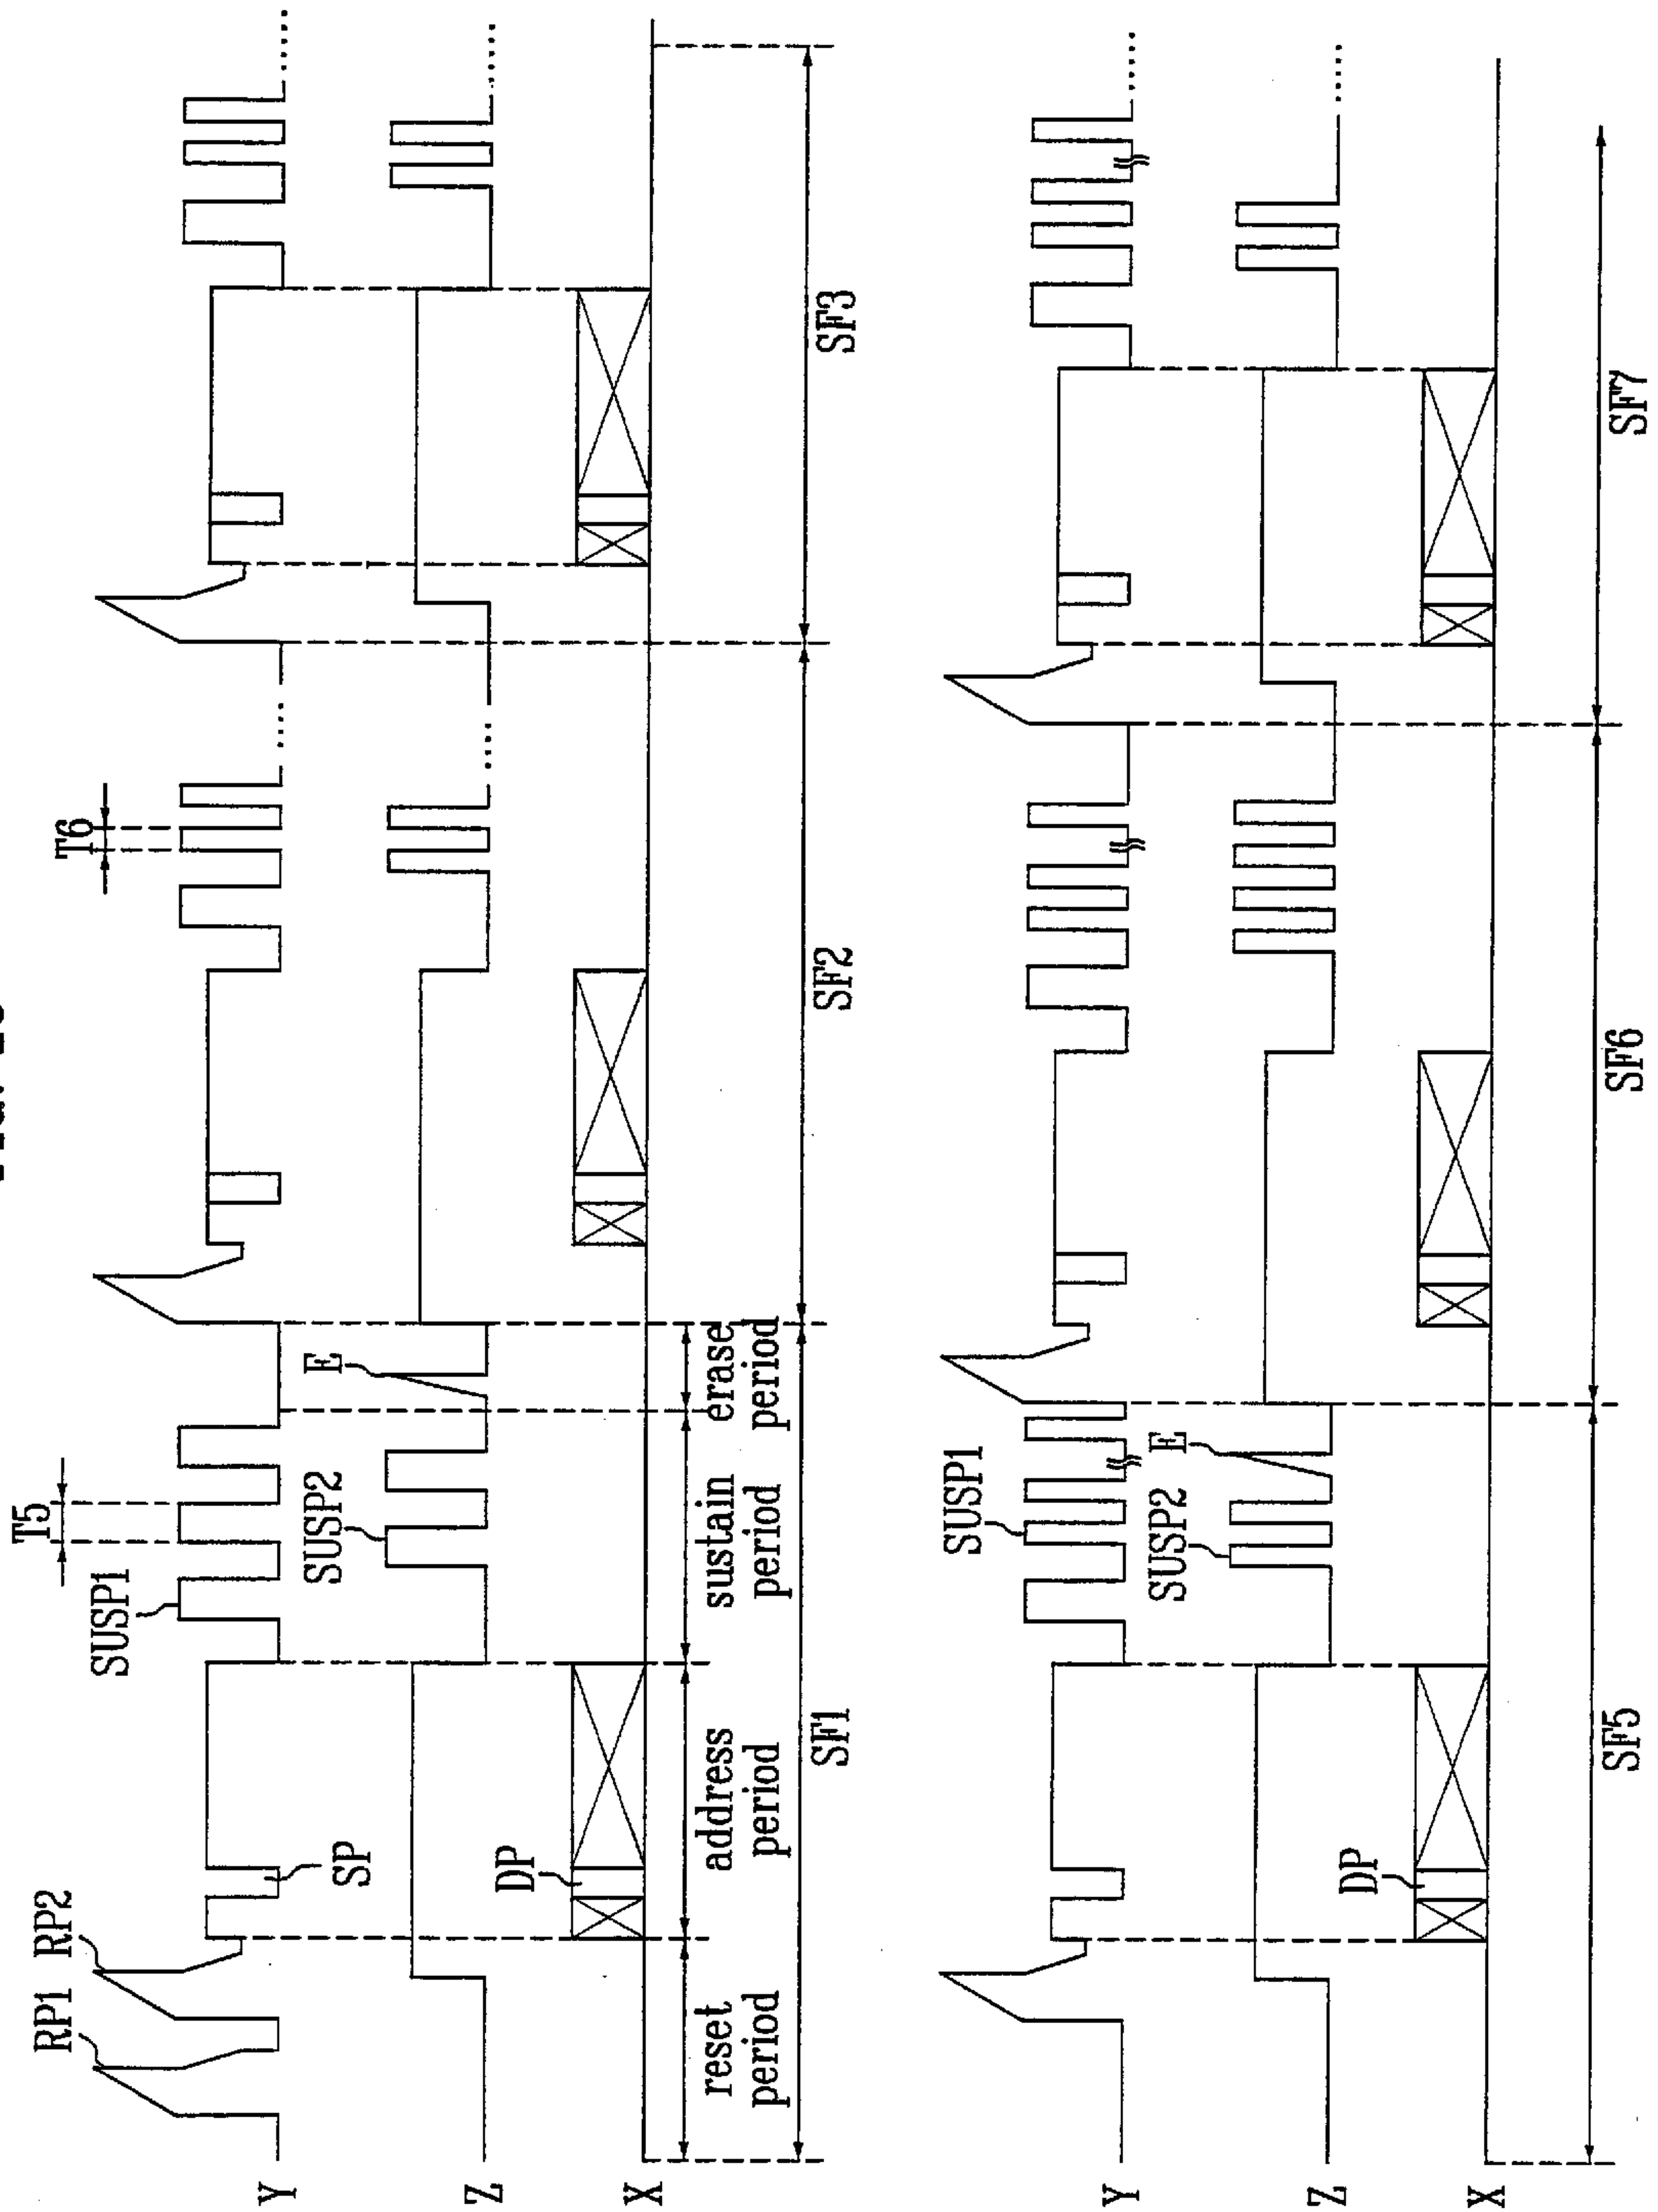 RP1 RP2
SUSP1
T5
T6
Y
SP
E
Z
SUSP2
DP
X
reset period
address period
sustain period
erase period
SF1
SF2
SF3
SUSP1
Y
SUSP2
E
Z
DP
X
SF5
SF6
SF7